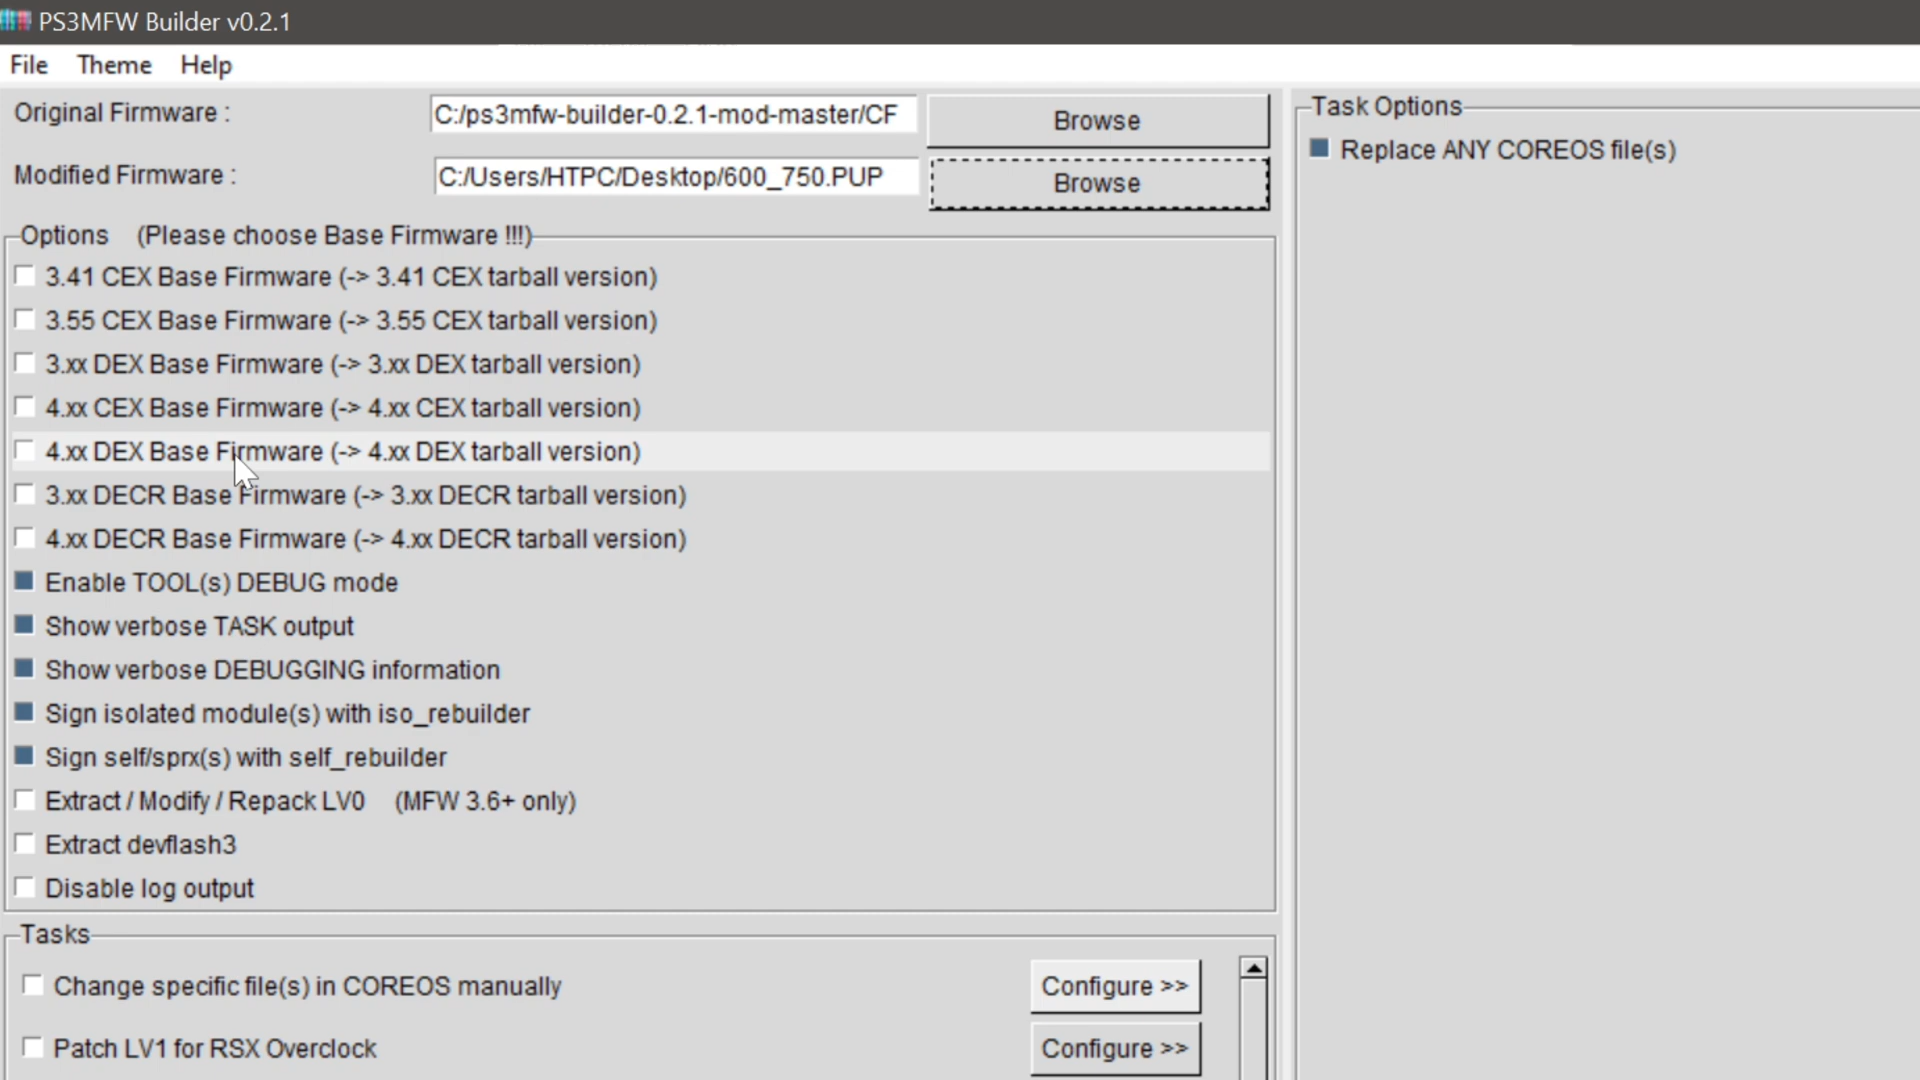 PS3MFW Builder v0.2.1
File Theme Help
Original Firmware : C:/ps3mfw-builder-0.2.1-mod-master/CF Browse
Modified Firmware : C:/Users/HTPC/Desktop/600_750.PUP Browse
Options (Please choose Base Firmware !!!)
3.41 CEX Base Firmware (-> 3.41 CEX tarball version)
3.55 CEX Base Firmware (-> 3.55 CEX tarball version)
3.xx DEX Base Firmware (-> 3.xx DEX tarball version)
4.xx CEX Base Firmware (-> 4.xx CEX tarball version)
4.xx DEX Base Firmware (-> 4.xx DEX tarball version)
3.xx DECR Base Firmware (-> 3.xx DECR tarball version)
4.xx DECR Base Firmware (-> 4.xx DECR tarball version)
Enable TOOL(s) DEBUG mode
Show verbose TASK output
Show verbose DEBUGGING information
Sign isolated module(s) with iso_rebuilder
Sign self/sprx(s) with self_rebuilder
Extract / Modify / Repack LV0 (MFW 3.6+ only)
Extract devflash3
Disable log output
Tasks
Change specific file(s) in COREOS manually Configure >>
Patch LV1 for RSX Overclock Configure >>
Task Options
Replace ANY COREOS file(s)